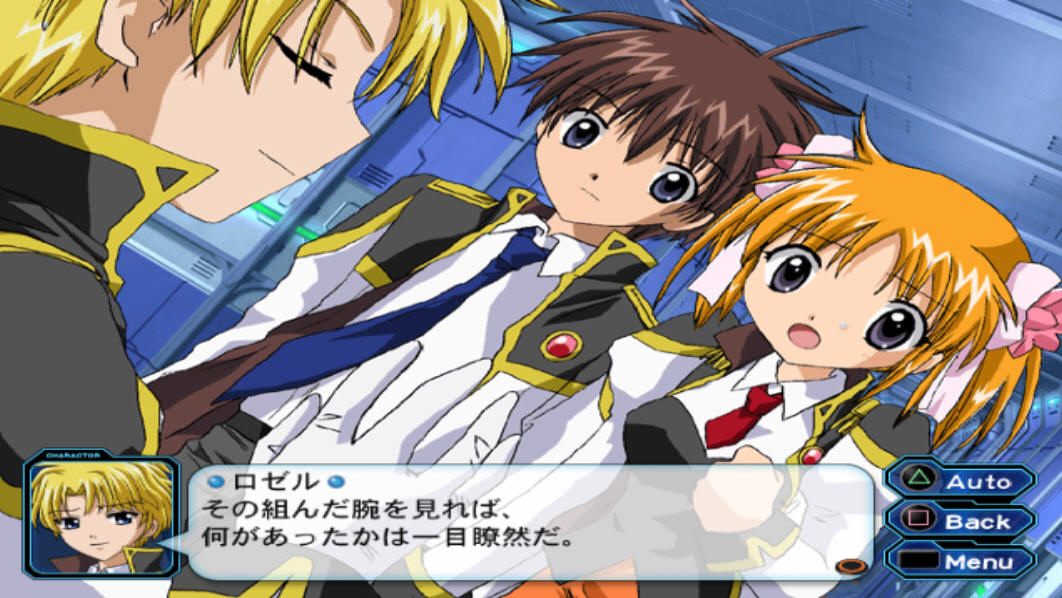 CHARACTOR
ロゼル
その組んだ腕を見れば、
何があったかは一目瞭然だ。
Auto
Back
Menu